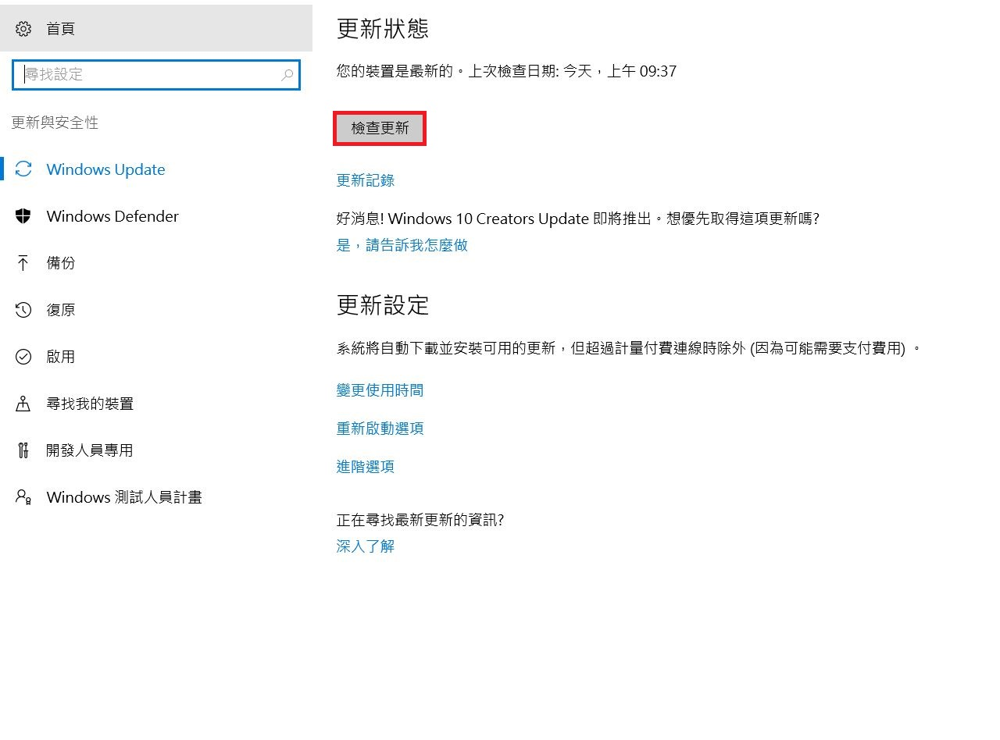 首頁
尋找設定
更新與安全性
Windows Update
Windows Defender
備份
復原
啟用
尋找我的裝置
開發人員專用
Windows 測試人員計畫
更新狀態
您的裝置是最新的。上次檢查日期: 今天，上午 09:37
檢查更新
更新記錄
好消息! Windows 10 Creators Update 即將推出。想優先取得這項更新嗎?
是，請告訴我怎麼做
更新設定
系統將自動下載並安裝可用的更新，但超過計量付費連線時除外 (因為可能需要支付費用) 。
變更使用時間
重新啟動選項
進階選項
正在尋找最新更新的資訊?
深入了解